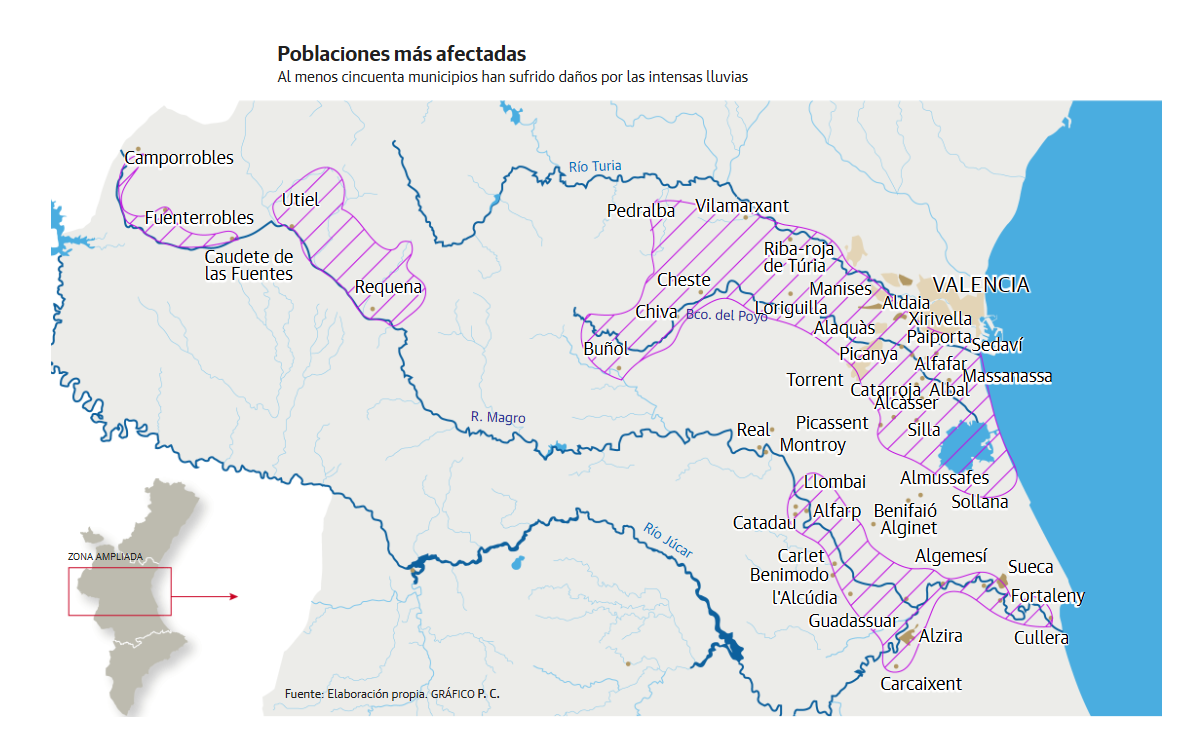 Poblaciones más afectadas
Al menos cincuenta municipios han sufrido daños por las intensas lluvias
Camporrobles
Río Turia
Utiel
Fuenterrobles
Pedralba
Vilamarxant
Caudete de
las Fuentes
Riba-roja
de Túria
Requena
Cheste
Manises
VALENCIA
Aldaia
Chiva
Bco. del Poyo
Loriguilla
Xirivella
Alaquàs
Paiporta
Sedaví
Buñol
Picanya
Alfafar
Torrent
Massanassa
Catarroja
Albal
Alcàsser
R. Magro
Real
Picassent
Silla
Montroy
Llombai
Almussafes
Sollana
Catadau
Alfarp
Benifaió
Alginet
Río Júcar
ZONA AMPLIADA
Carlet
Algemesí
Benimodo
Sueca
l'Alcúdia
Fortaleny
Guadassuar
Alzira
Cullera
Carcaixent
Fuente: Elaboración propia. GRÁFICO P. C.